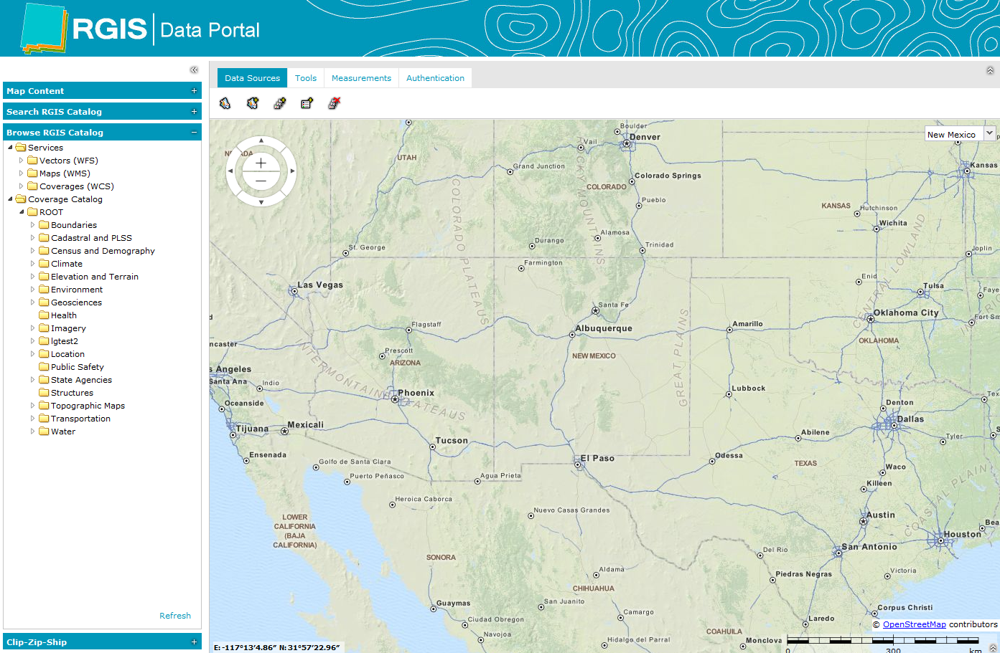 RGIS Data Portal
Data Sources
Tools
Measurements
Authentication
Map Content
Search RGIS Catalog
Browse RGIS Catalog
Services
Vectors (WFS)
Maps (WMS)
Coverages (WCS)
Coverage Catalog
ROOT
Boundaries
Cadastral and PLSS
Census and Demography
Climate
Elevation and Terrain
Environment
Geosciences
Health
Imagery
lgtest2
Location
Public Safety
State Agencies
Structures
Topographic Maps
Transportation
Water
Refresh
Clip-Zip-Ship
New Mexico
Boulder
Denver
Vail
UTAH
Grand Junction
Colorado Springs
Kansas
COLORADO
Pueblo
KANSAS
Hutchinson
Wichita
COLORADO PLATEAUS
ROCKY MOUNTAINS
Alamosa
Durango
Trinidad
St. George
Joplin
Farmington
CENTRAL LOWLAND
Enid
Las Vegas
Tulsa
Faye
Santa Fe
Oklahoma City
Fort Sm
Flagstaff
Albuquerque
Amarillo
ncaster
Prescott
ARIZONA
NEW MEXICO
OKLAHOMA
GREAT PLAINS
INTERMONTAINE PLATEAUS
s Angeles
Santa Ana
Indio
Phoenix
Lubbock
Tex
Oceanside
Denton
Dallas
Tijuana
Mexicali
Tucson
Abilene
Tyler
Ensenada
Golfo de Santa Clara
El Paso
Odessa
TEXAS
Waco
Puerto Peñasco
Agua Prieta
Killeen
Heroica Caborca
Nuevo Casas Grandes
Austin
COASTAL PLAIN
LOWER
CALIFORNIA
(BAJA
CALIFORNIA)
Bea
Houston
SONORA
Del Rio
San Antonio
Aldama
Piedras Negras
Victoria
CHIHUAHUA
Guaymas
San Juanito
Corpus Christi
Ciudad Obregon
Camargo
Laredo
© OpenStreetMap contributors
Navojoa
COAHUILA
Hidalgo del Parral
Monclova
E: -117°13′4.86″ N: 31°57′22.96″
0 300 km